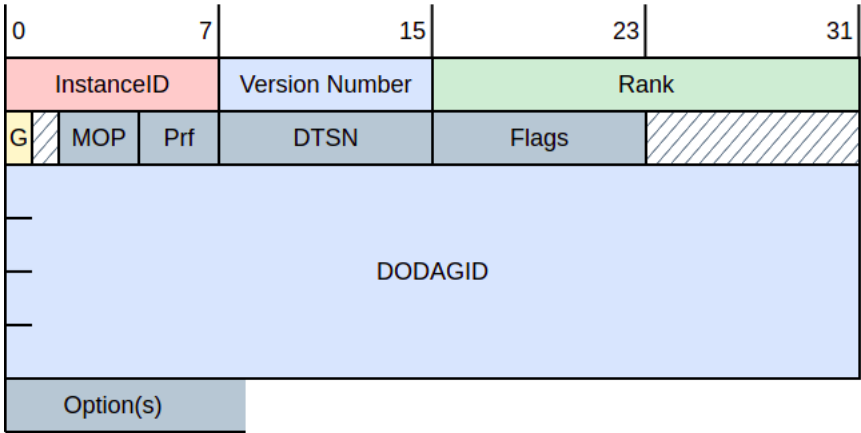 0 7 15 23 31
InstanceID Version Number Rank
G MOP Prf DTSN Flags
DODAGID
Option(s)